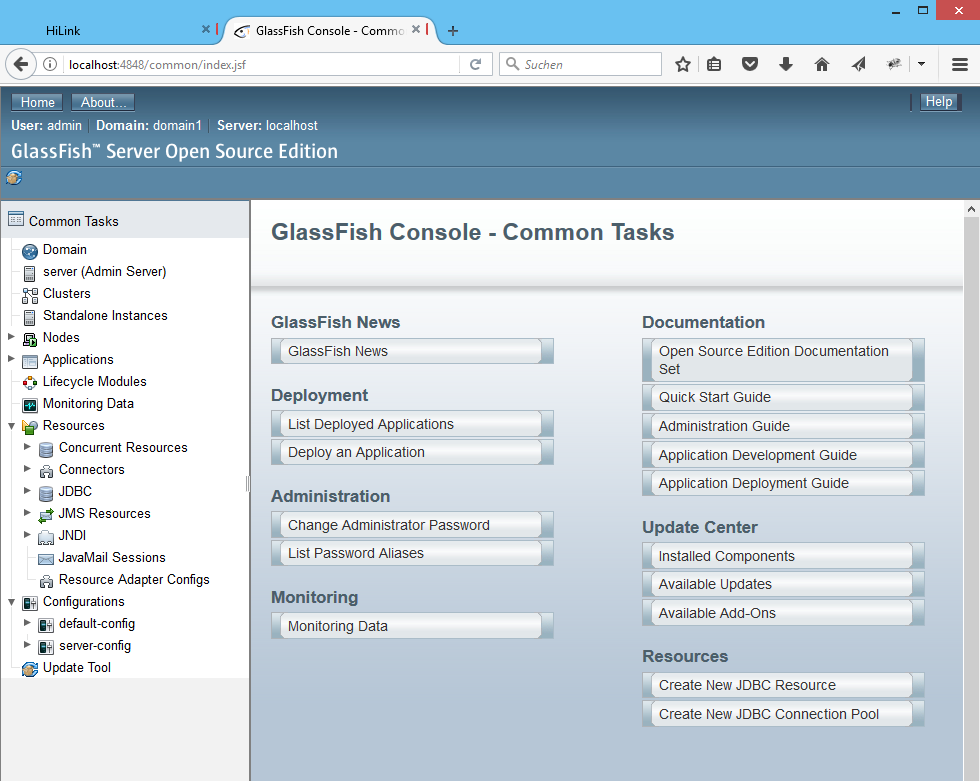 HiLink
GlassFish Console - Commo
localhost:4848/common/index.jsf
Suchen
Home
About...
Help
User: admin
Domain: domain1
Server: localhost
GlassFish™ Server Open Source Edition
Common Tasks
Domain
server (Admin Server)
Clusters
Standalone Instances
Nodes
Applications
Lifecycle Modules
Monitoring Data
Resources
Concurrent Resources
Connectors
JDBC
JMS Resources
JNDI
JavaMail Sessions
Resource Adapter Configs
Configurations
default-config
server-config
Update Tool
GlassFish Console - Common Tasks
GlassFish News
GlassFish News
Deployment
List Deployed Applications
Deploy an Application
Administration
Change Administrator Password
List Password Aliases
Monitoring
Monitoring Data
Documentation
Open Source Edition Documentation
Set
Quick Start Guide
Administration Guide
Application Development Guide
Application Deployment Guide
Update Center
Installed Components
Available Updates
Available Add-Ons
Resources
Create New JDBC Resource
Create New JDBC Connection Pool